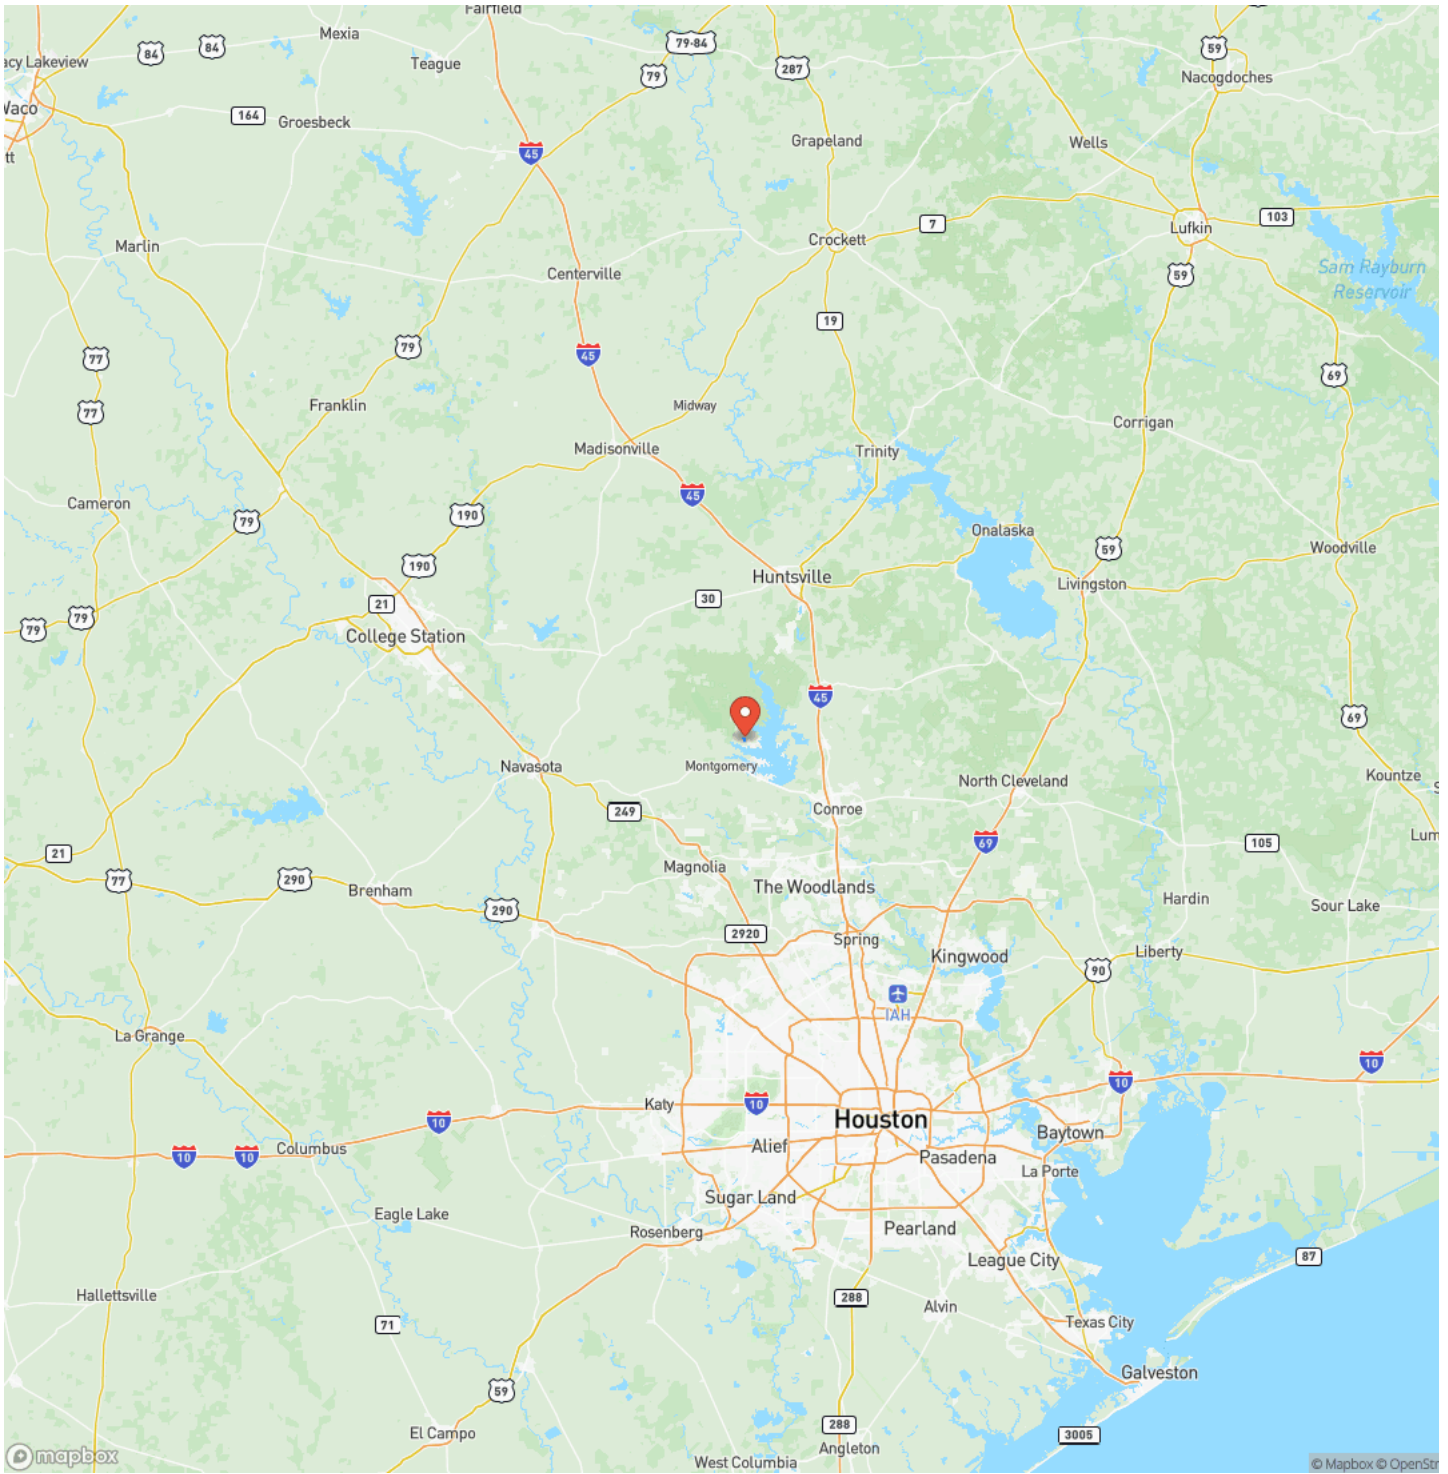 Fairfield
Mexia
84
84
79-84
59
acy Lakeview
Teague
79
287
Nacogdoches
Waco
164
Groesbeck
Grapeland
Wells
45
tt
Marlin
7
103
Lufkin
Crockett
Centerville
59
Sam Rayburn
Reservoir
19
79
45
77
69
77
Franklin
Midway
Corrigan
Madisonville
Trinity
45
Cameron
79
190
Onalaska
59
Woodville
190
Huntsville
Livingston
30
21
79
79
College Station
45
69
Navasota
Montgomery
North Cleveland
Kountze
249
Conroe
Lum
21
69
105
77
290
Magnolia
Brenham
The Woodlands
290
Hardin
Sour Lake
2920
Spring
Kingwood
Liberty
90
IAH
La Grange
10
10
Katy
10
Houston
10
Baytown
Columbus
Alief
10
10
Pasadena
La Porte
Sugar Land
Eagle Lake
Rosenberg
Pearland
League City
87
Hallettsville
288
Alvin
71
Texas City
Galveston
59
288
El Campo
3005
Angleton
mapbox
West Columbia
© Mapbox © OpenStr